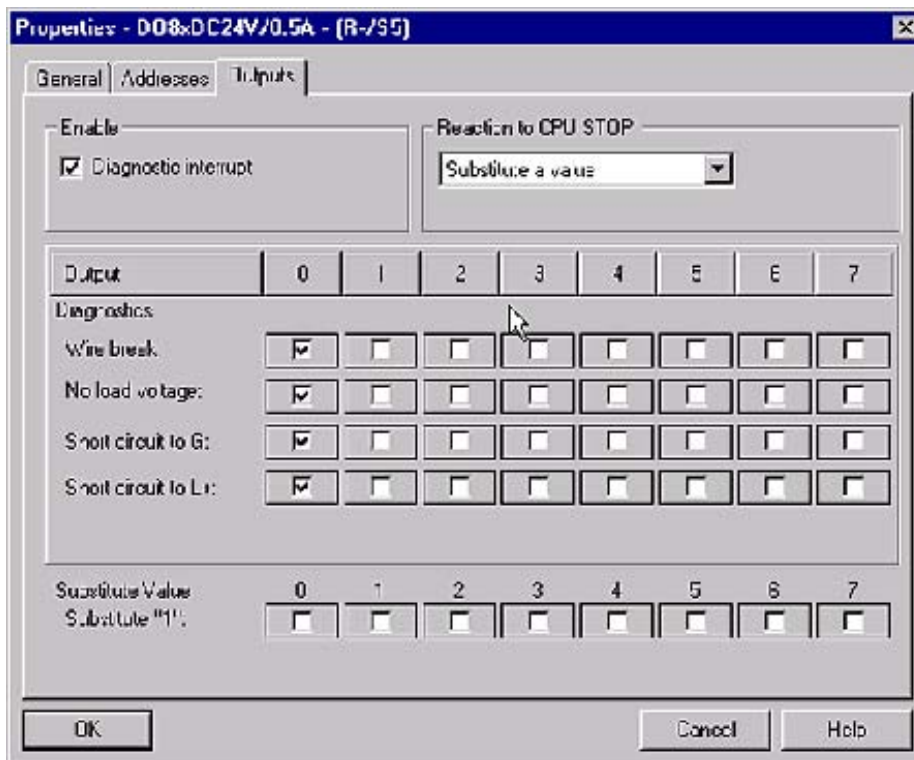 Properties - DO8xDC24V/0.5A - (R-/S5)
General Addresses Outputs
Enable
Diagnostic interrupt
Reaction to CPU STOP
Substitute a value
Output 0 1 2 3 4 5 6 7
Diagnostics
Wire break
No load voltage:
Short circuit to G:
Short circuit to L+:
Substitute Value 0 1 2 3 4 5 6 7
Substitute "1":
OK Cancel Help